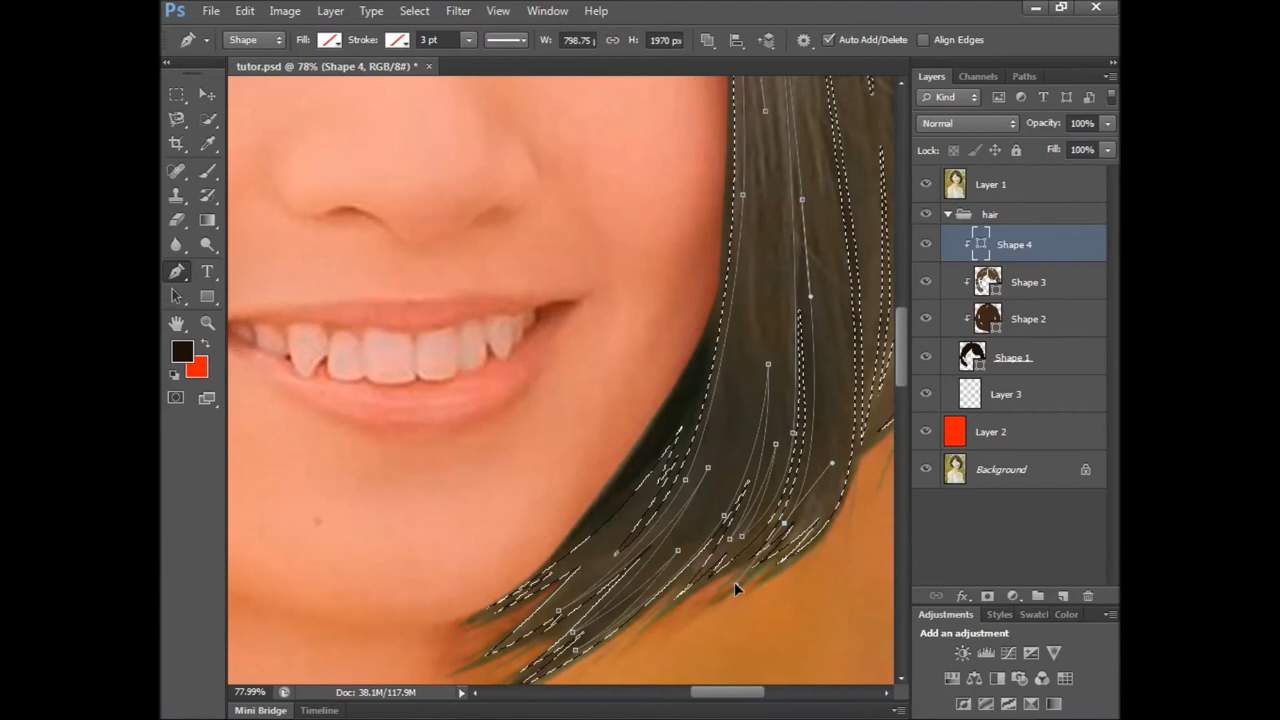 Ps File Edit Image Layer Type Select Filter View Window Help
Shape Fill: Stroke: 3 pt W: 798.75 H: 1970 px Auto Add/Delete Align Edges
tutor.psd @ 78% (Shape 4, RGB/8#) * ×
Layers Channels Paths
Kind T
Normal Opacity: 100%
Lock: Fill: 100%
Layer 1
hair
Shape 4
Shape 3
Shape 2
Shape 1
Layer 3
Layer 2
Background
T
fx
Adjustments Styles Swatcl Color
Add an adjustment
77.99% Doc: 38.1M/117.9M
Mini Bridge Timeline